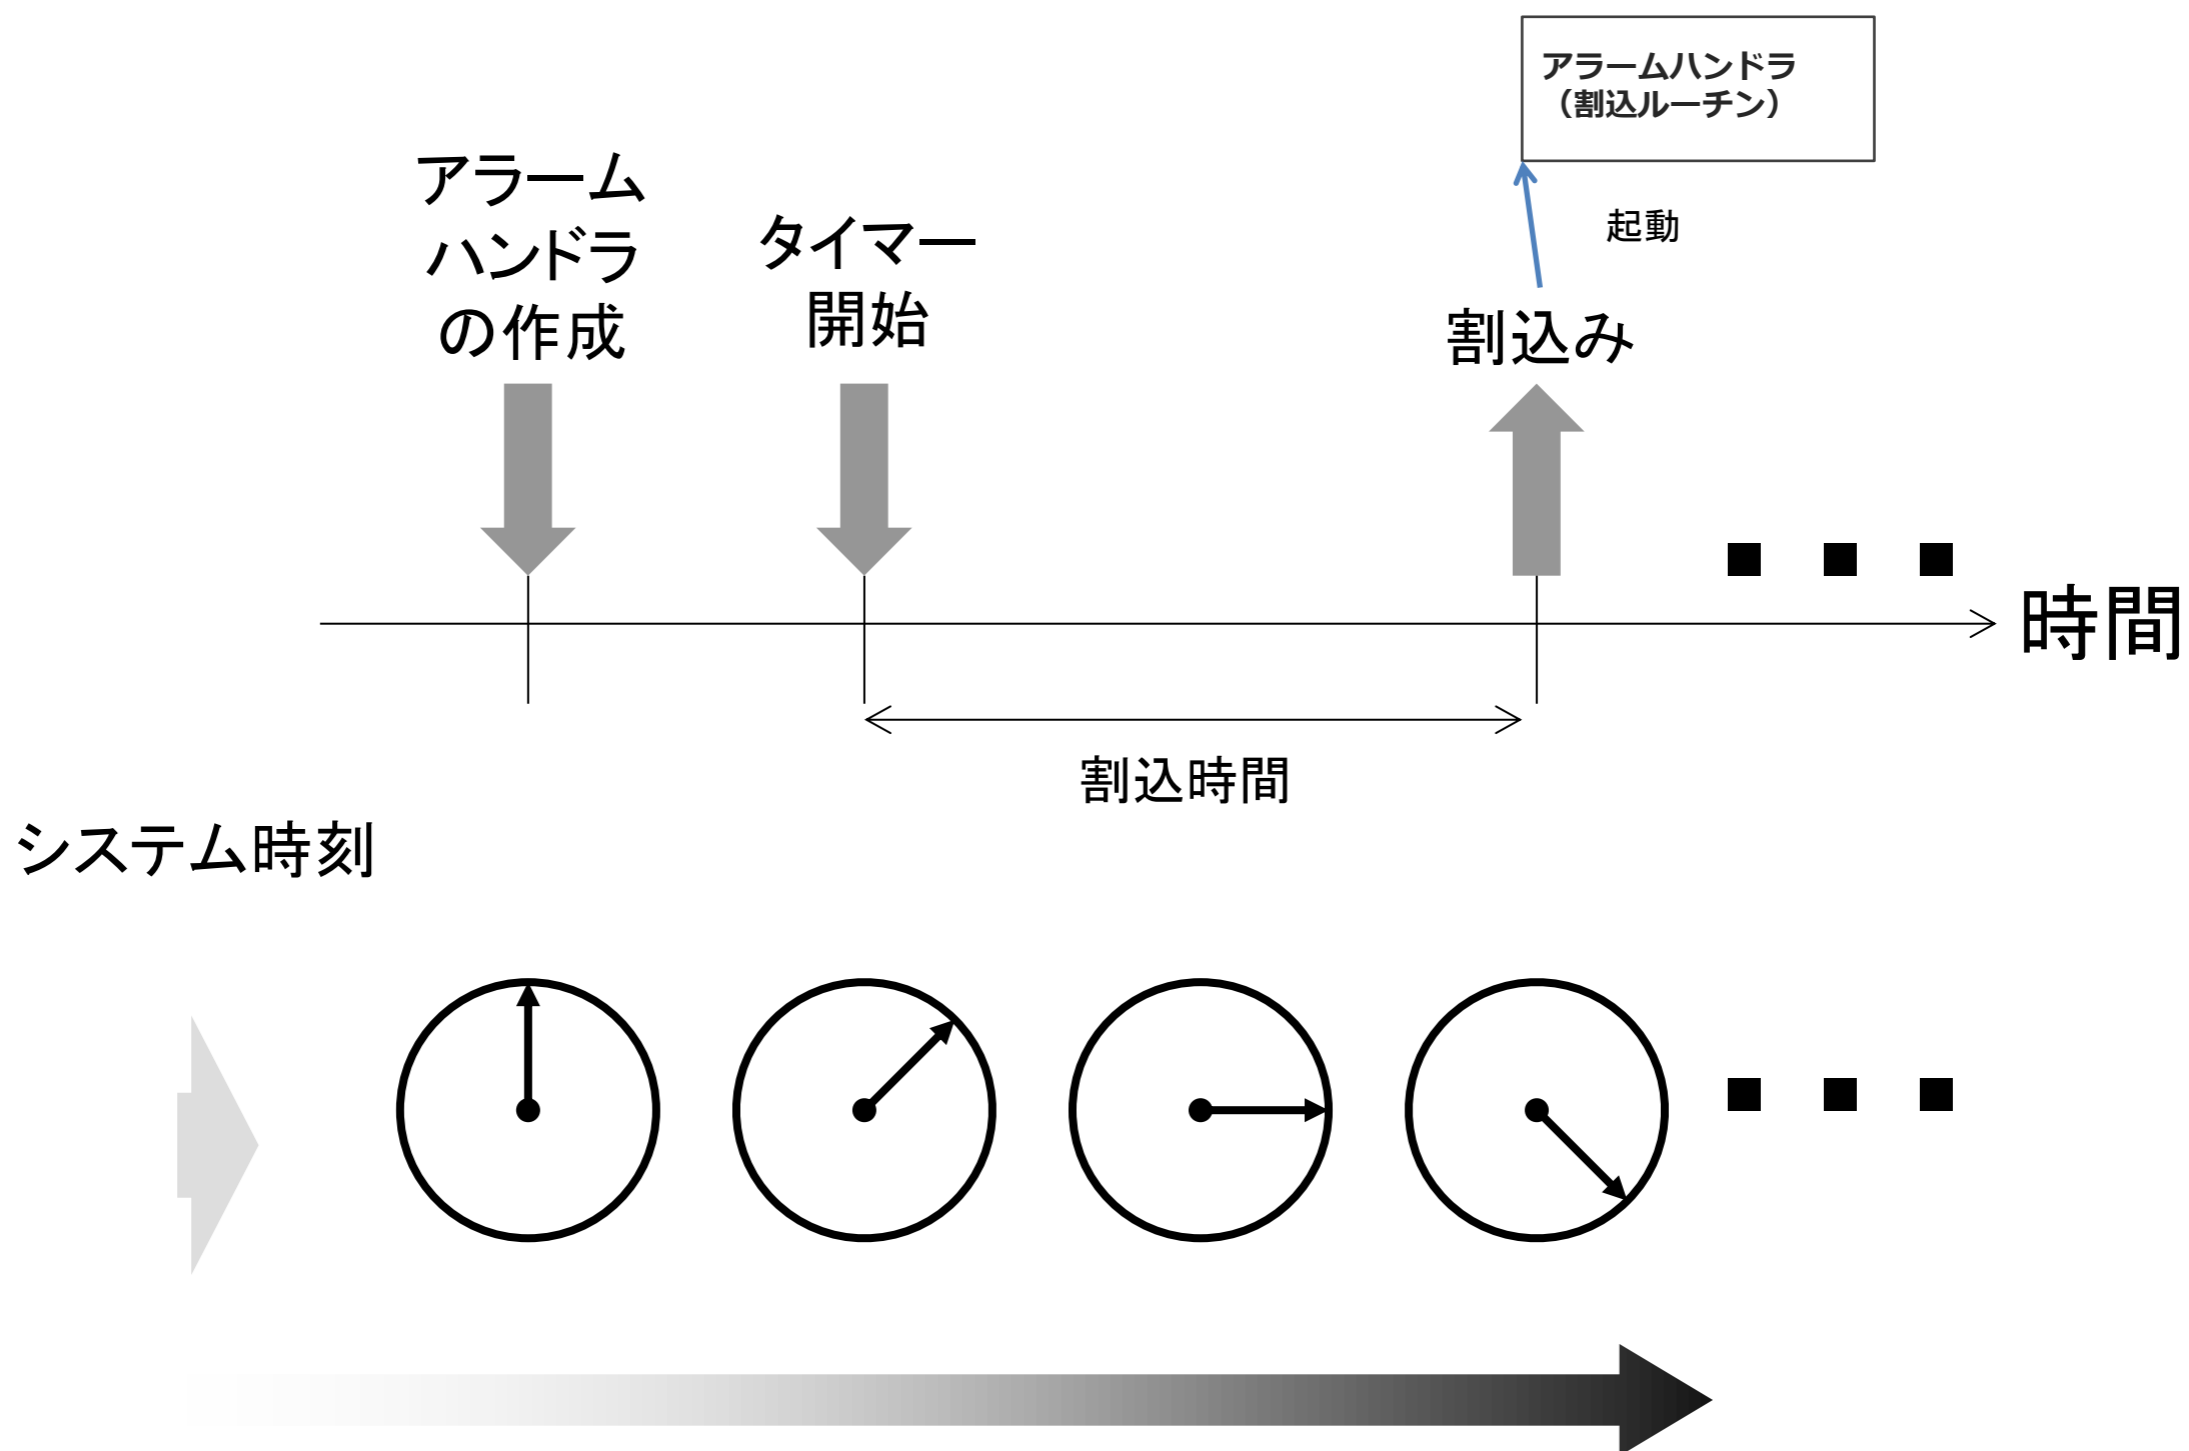 アラームハンドラ
（割込ルーチン）
起動
アラーム
ハンドラ
の作成
タイマー
開始
割込み
時間
割込時間
システム時刻